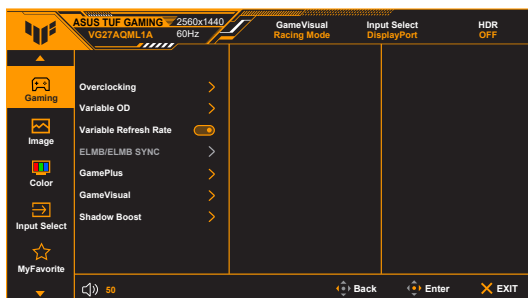 ASUS TUF GAMING 2560x1440
VG27AQML1A 60Hz
GameVisual
Racing Mode
Input Select
DisplayPort
HDR
OFF
Gaming
Image
Color
Input Select
MyFavorite
Overclocking
Variable OD
Variable Refresh Rate
ELMB/ELMB SYNC
GamePlus
GameVisual
Shadow Boost
50
Back
Enter
EXIT